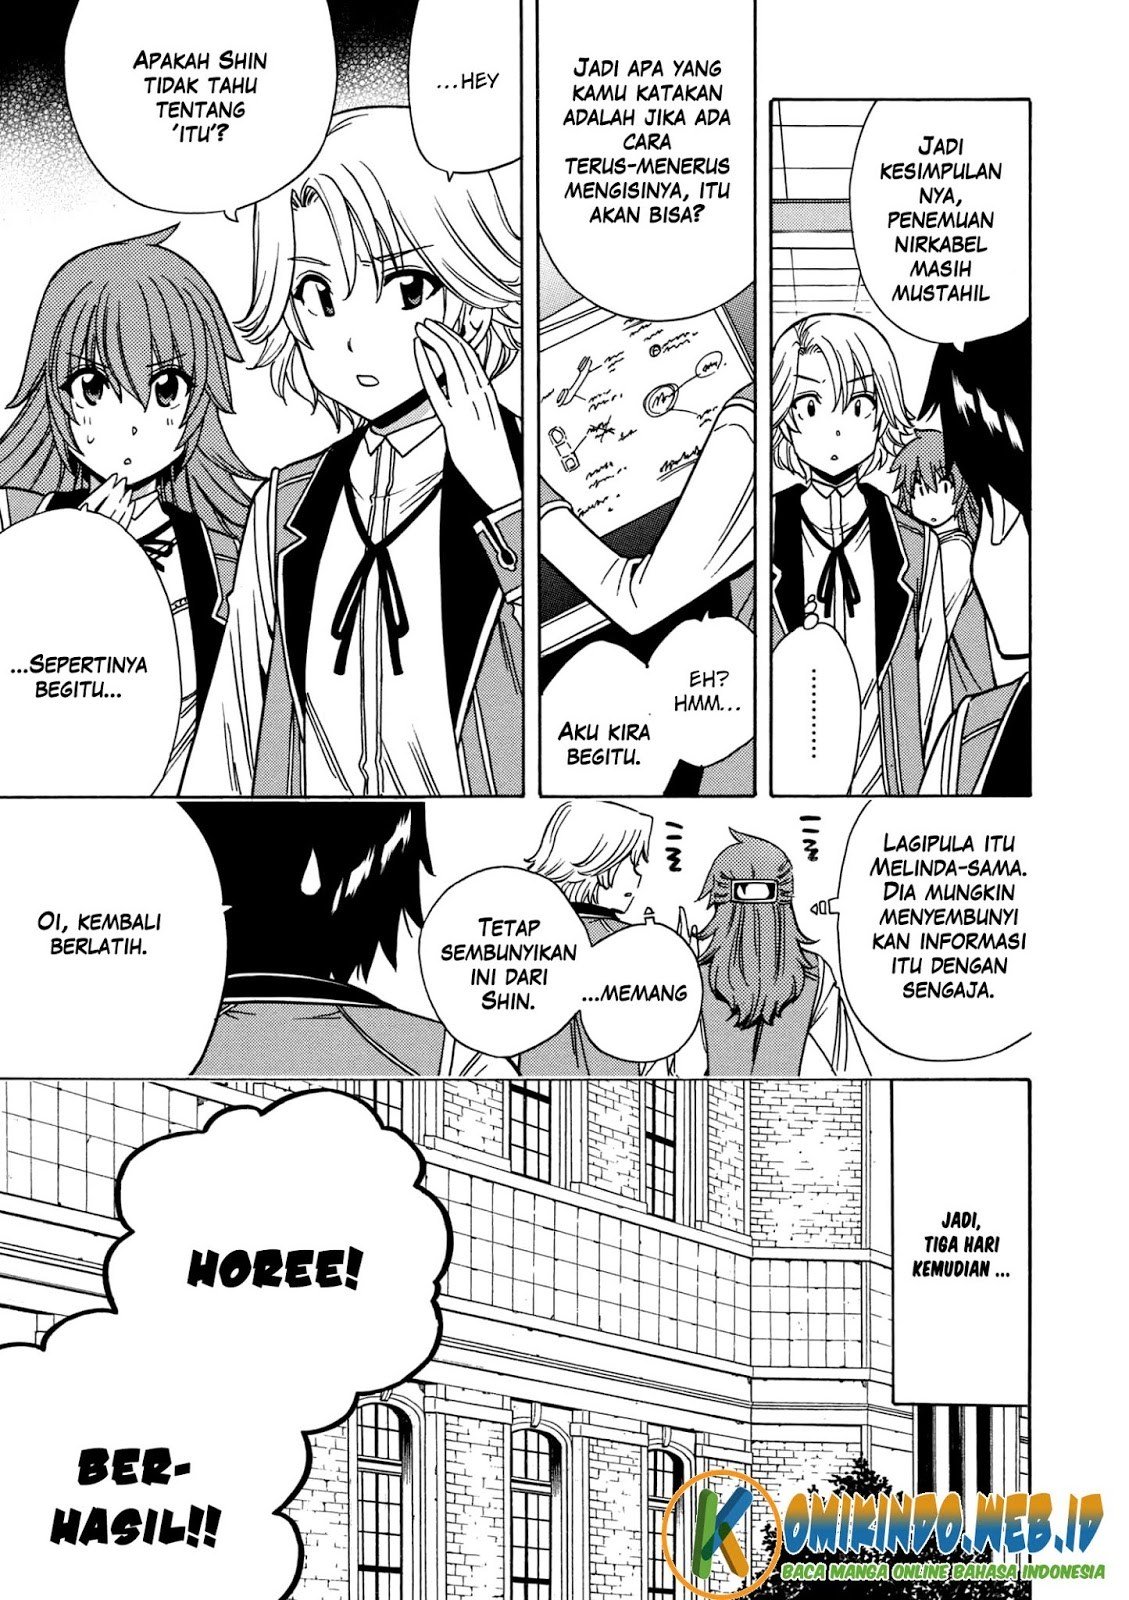 JADI
KESIMPULAN
NYA,
PENEMUAN
NIRKABEL
MASIH
MUSTAHIL
..........
JADI APA YANG
KAMU KATAKAN
ADALAH JIKA ADA
CARA
TERUS-MENERUS
MENGISINYA, ITU
AKAN BISA?
EH?
HMM...
AKU KIRA
BEGITU.
...HEY
APAKAH SHIN
TIDAK TAHU
TENTANG
'ITU'?
...SEPERTINYA
BEGITU...
LAGIPULA ITU
MELINDA-SAMA.
DIA MUNGKIN
MENYEMBUNYI
KAN INFORMASI
ITU DENGAN
SENGAJA.
...MEMANG
TETAP
SEMBUNYIKAN
INI DARI
SHIN.
OI, KEMBALI
BERLATIH.
JADI,
TIGA HARI
KEMUDIAN ...
HOREE!
BER-
HASIL!!
KOMIKINDO.WEB.ID
BACA MANGA ONLINE BAHASA INDONESIA